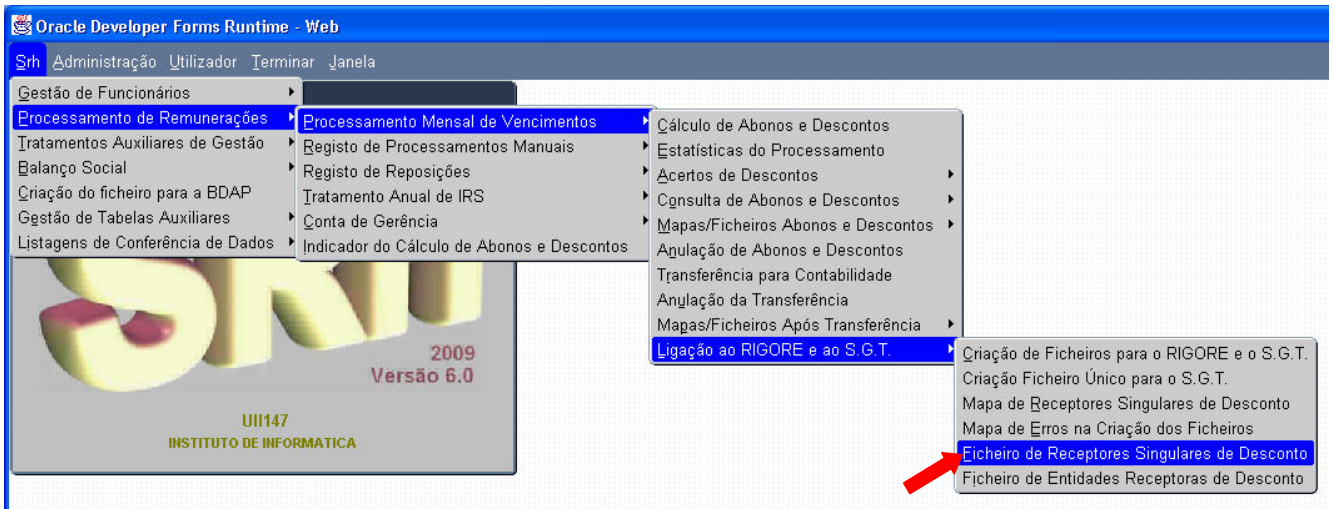 Oracle Developer Forms Runtime - Web
Srh Administração Utilizador Terminar Janela
Gestão de Funcionários
Processamento de Remunerações
Tratamentos Auxiliares de Gestão
Balanço Social
Criação do ficheiro para a BDAP
Gestão de Tabelas Auxiliares
Listagens de Conferência de Dados
Processamento Mensal de Vencimentos
Registo de Processamentos Manuais
Registo de Reposições
Tratamento Anual de IRS
Conta de Gerência
Indicador do Cálculo de Abonos e Descontos
Cálculo de Abonos e Descontos
Estatísticas do Processamento
Acertos de Descontos
Consulta de Abonos e Descontos
Mapas/Ficheiros Abonos e Descontos
Anulação de Abonos e Descontos
Transferência para Contabilidade
Anulação da Transferência
Mapas/Ficheiros Após Transferência
Ligação ao RIGORE e ao S.G.T.
Criação de Ficheiros para o RIGORE e o S.G.T.
Criação Ficheiro Único para o S.G.T.
Mapa de Receptores Singulares de Desconto
Mapa de Erros na Criação dos Ficheiros
Ficheiro de Receptores Singulares de Desconto
Ficheiro de Entidades Receptoras de Desconto
SRH
2009
Versão 6.0
UII147
INSTITUTO DE INFORMATICA